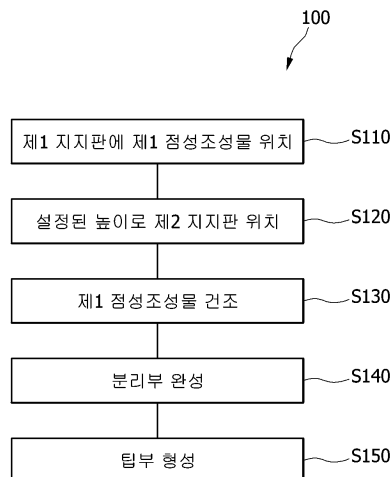 100
제1 지지판에 제1 점성조성물 위치
S110
설정된 높이로 제2 지지판 위치
S120
제1 점성조성물 건조
S130
분리부 완성
S140
팁부 형성
S150